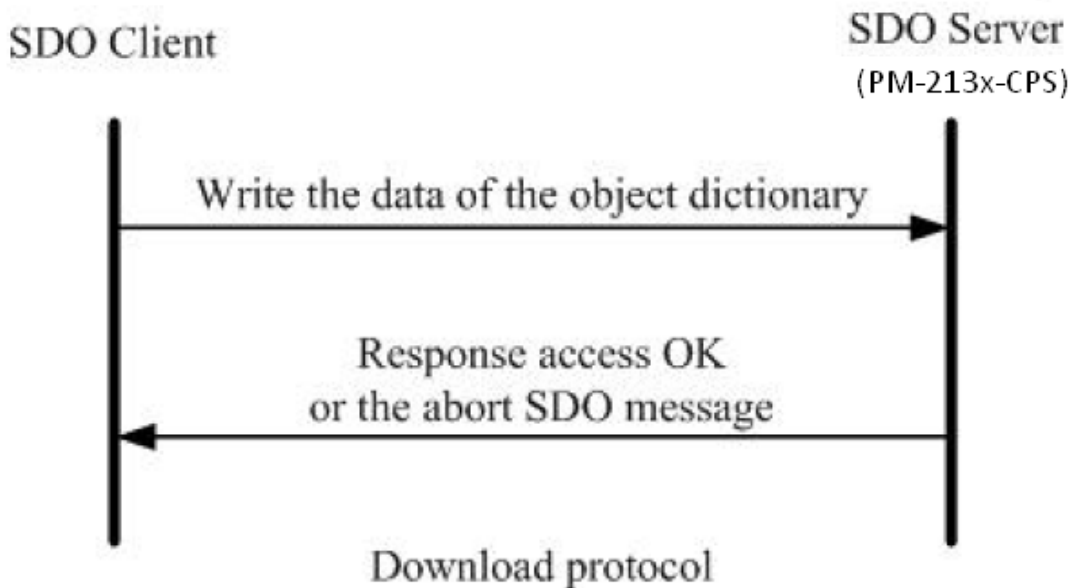 SDO Client
SDO Server
(PM-213x-CPS)
Write the data of the object dictionary
Response access OK
or the abort SDO message
Download protocol